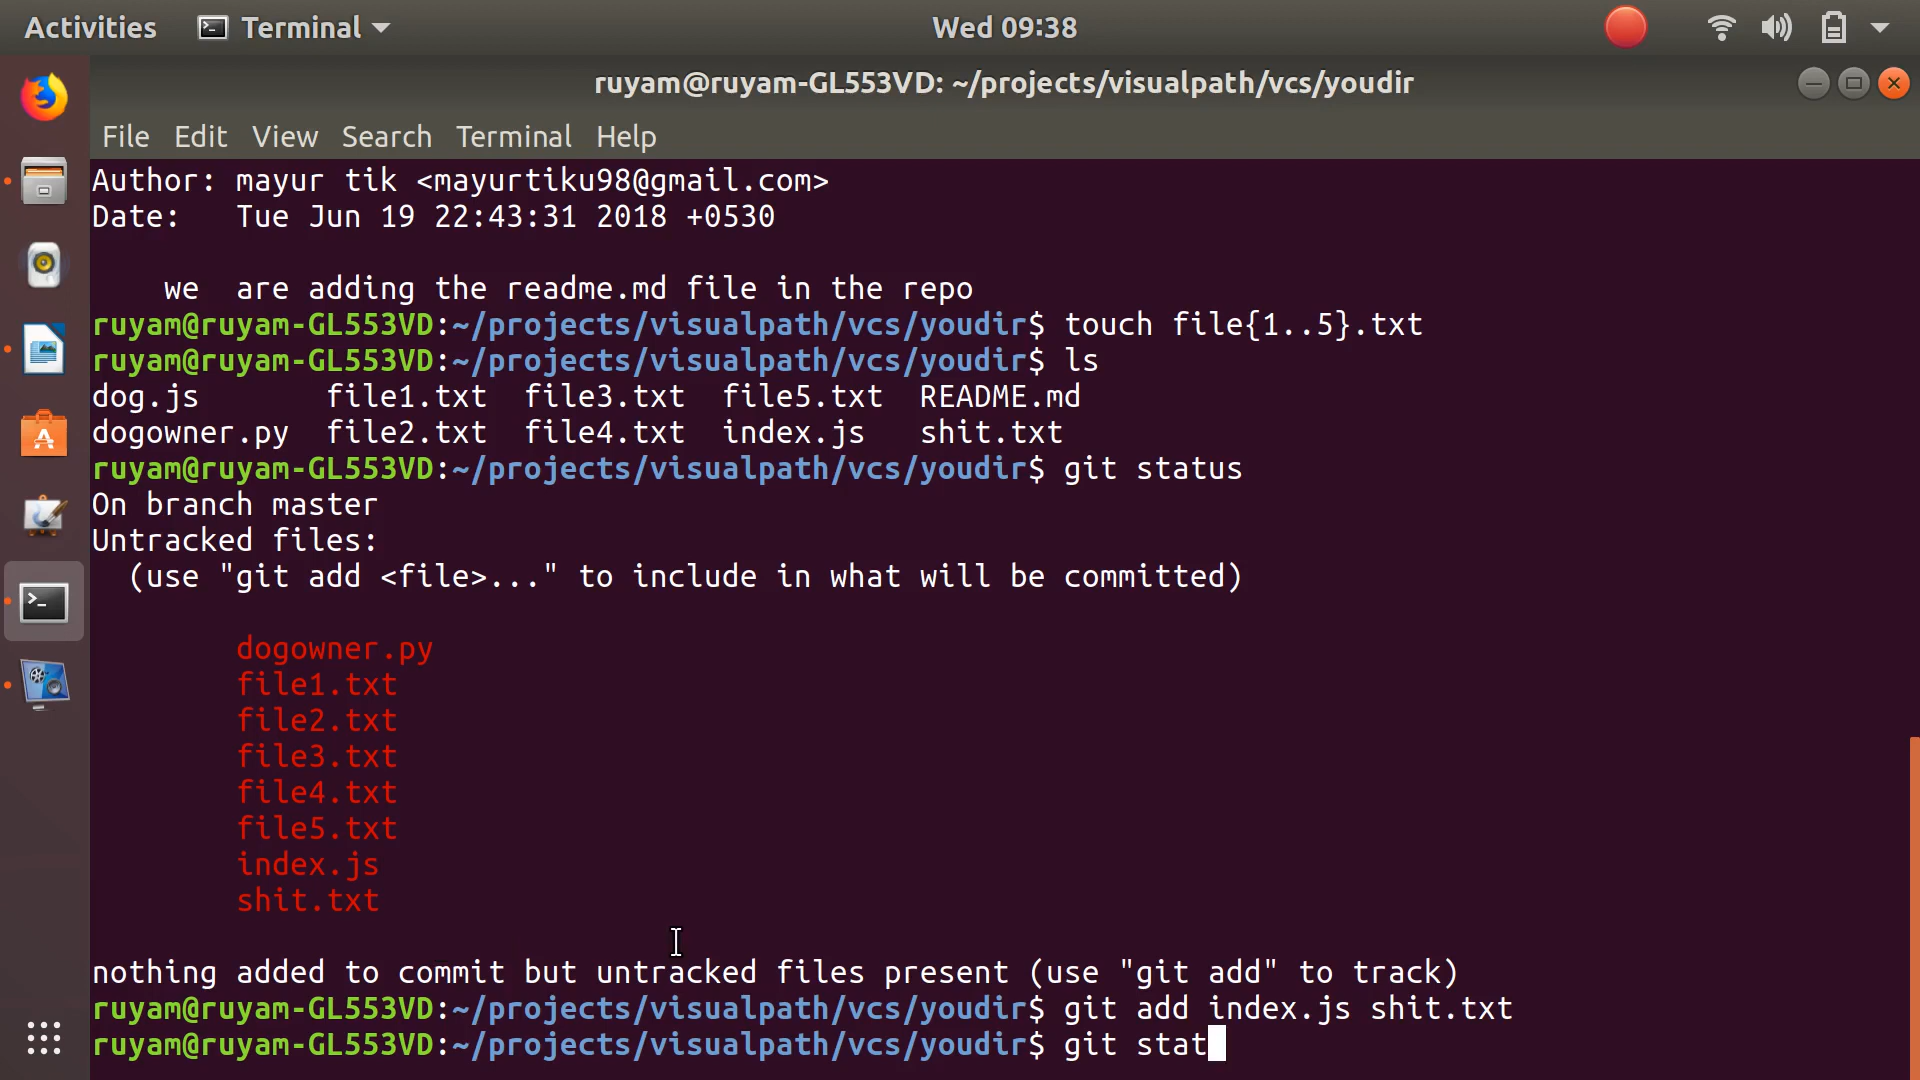 Activities Terminal Wed 09:38
ruyam@ruyam-GL553VD: ~/projects/visualpath/vcs/youdir
File Edit View Search Terminal Help
Author: mayur tik <mayurtiku98@gmail.com>
Date:   Tue Jun 19 22:43:31 2018 +0530
    we  are adding the readme.md file in the repo
ruyam@ruyam-GL553VD:~/projects/visualpath/vcs/youdir$ touch file{1..5}.txt
ruyam@ruyam-GL553VD:~/projects/visualpath/vcs/youdir$ ls
dog.js       file1.txt  file3.txt  file5.txt  README.md
dogowner.py  file2.txt  file4.txt  index.js   shit.txt
ruyam@ruyam-GL553VD:~/projects/visualpath/vcs/youdir$ git status
On branch master
Untracked files:
  (use "git add <file>..." to include in what will be committed)
        dogowner.py
        file1.txt
        file2.txt
        file3.txt
        file4.txt
        file5.txt
        index.js
        shit.txt
nothing added to commit but untracked files present (use "git add" to track)
ruyam@ruyam-GL553VD:~/projects/visualpath/vcs/youdir$ git add index.js shit.txt
ruyam@ruyam-GL553VD:~/projects/visualpath/vcs/youdir$ git stat